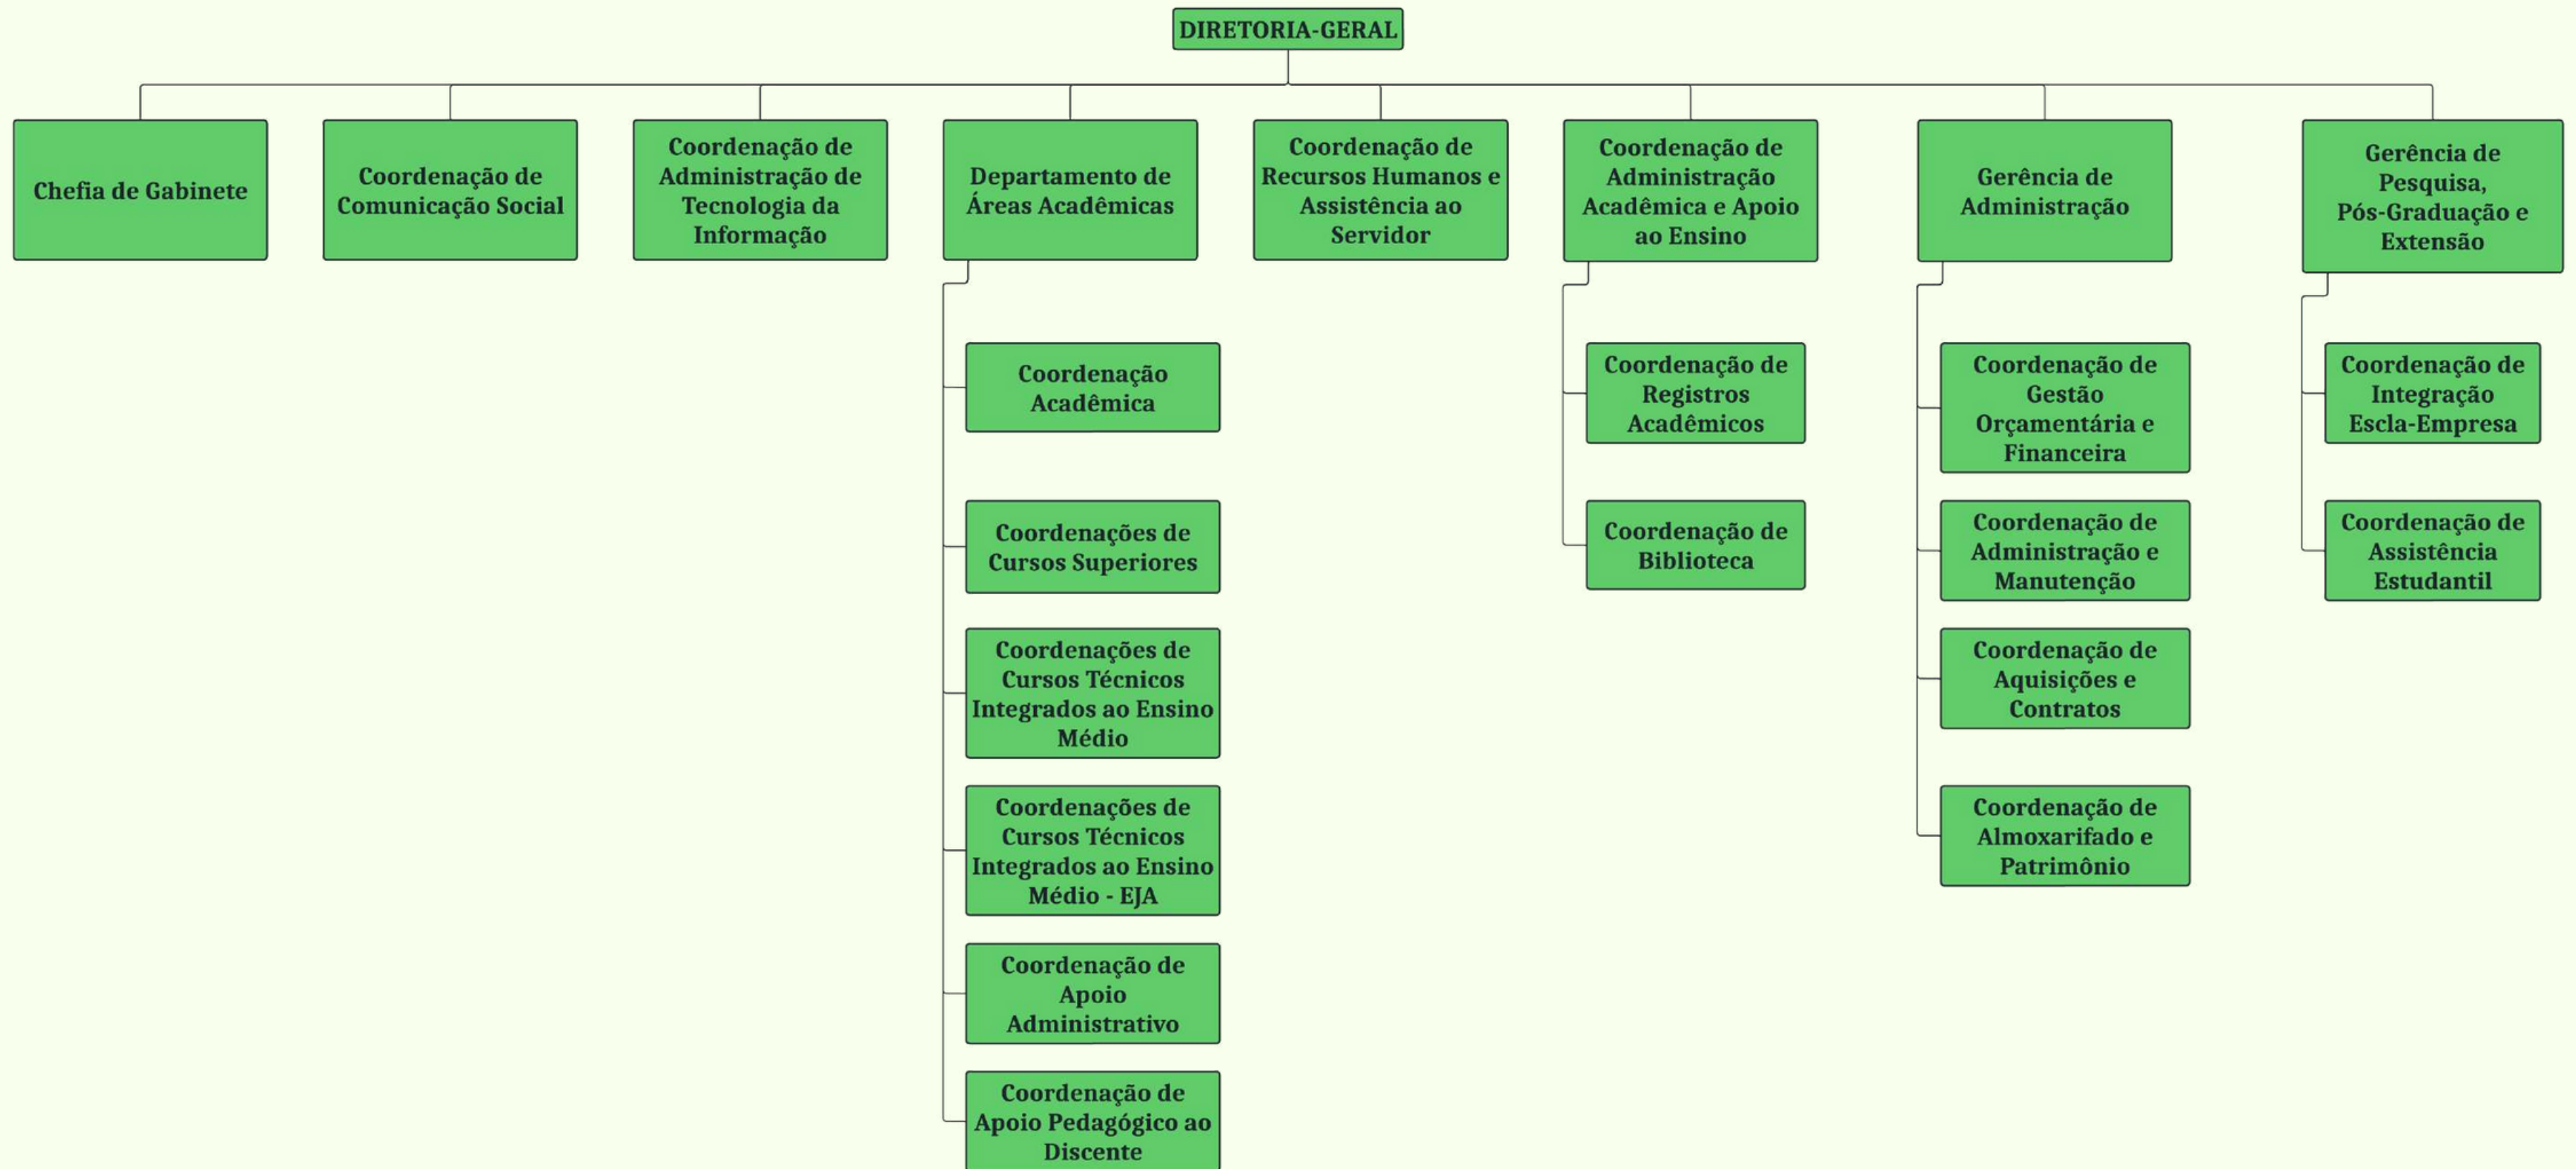 DIRETORIA-GERAL
Chefia de Gabinete
Coordenação de
Comunicação Social
Coordenação de
Administração de
Tecnologia da
Informação
Departamento de
Áreas Acadêmicas
Coordenação de
Recursos Humanos e
Assistência ao
Servidor
Coordenação de
Administração
Acadêmica e Apoio
ao Ensino
Gerência de
Administração
Gerência de
Pesquisa,
Pós-Graduação e
Extensão
Coordenação
Acadêmica
Coordenações de
Cursos Superiores
Coordenações de
Cursos Técnicos
Integrados ao Ensino
Médio
Coordenações de
Cursos Técnicos
Integrados ao Ensino
Médio - EJA
Coordenação de
Apoio
Administrativo
Coordenação de
Apoio Pedagógico ao
Discente
Coordenação de
Registros
Acadêmicos
Coordenação de
Biblioteca
Coordenação de
Gestão
Orçamentária e
Financeira
Coordenação de
Administração e
Manutenção
Coordenação de
Aquisições e
Contratos
Coordenação de
Almoxarifado e
Patrimônio
Coordenação de
Integração
Escla-Empresa
Coordenação de
Assistência
Estudantil